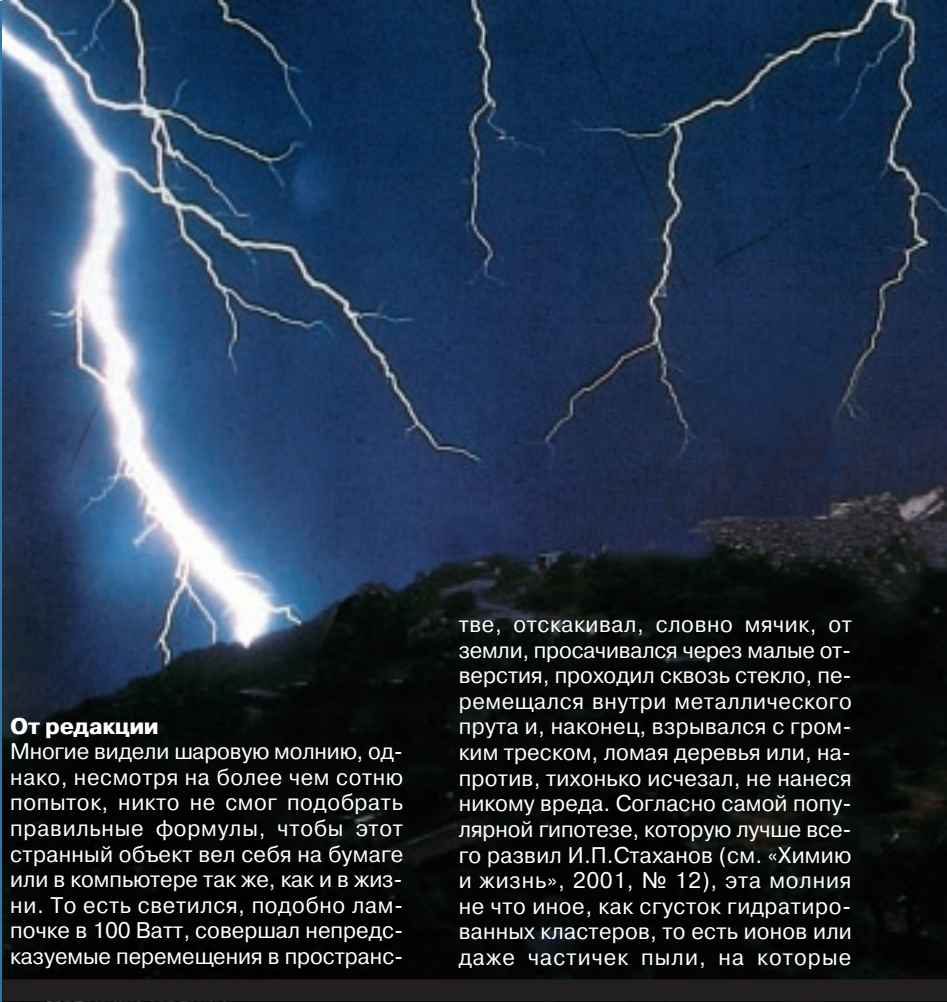 От редакции
Многие видели шаровую молнию, од-
нако, несмотря на более чем сотню
попыток, никто не смог подобрать
правильные формулы, чтобы этот
странный объект вел себя на бумаге
или в компьютере так же, как и в жиз-
ни. То есть светился, подобно лам-
почке в 100 Ватт, совершал непредс-
казуемые перемещения в пространс-
тве, отскакивал, словно мячик, от
земли, просачивался через малые от-
верстия, проходил сквозь стекло, пе-
ремещался внутри металлического
прута и, наконец, взрывался с гром-
ким треском, ломая деревья или, на-
против, тихонько исчезал, не нанеся
никому вреда. Согласно самой попу-
лярной гипотезе, которую лучше все-
го развил И.П.Стаханов (см. «Химию
и жизнь», 2001, № 12), эта молния
не что иное, как сгусток гидратиро-
ванных кластеров, то есть ионов или
даже частичек пыли, на которые